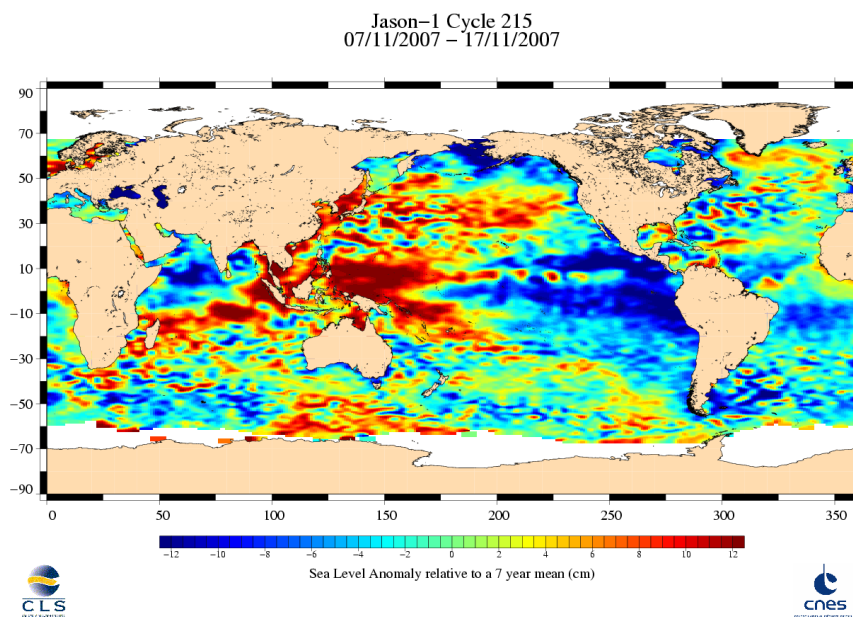 Jason−1 Cycle 215
07/11/2007 − 17/11/2007
90
70
50
30
10
−10
−30
−50
−70
−90
0 50 100 150 200 250 300 350
−12 −10 −8 −6 −4 −2 0 2 4 6 8 10 12
Sea Level Anomaly relative to a 7 year mean (cm)
CLS
cnes